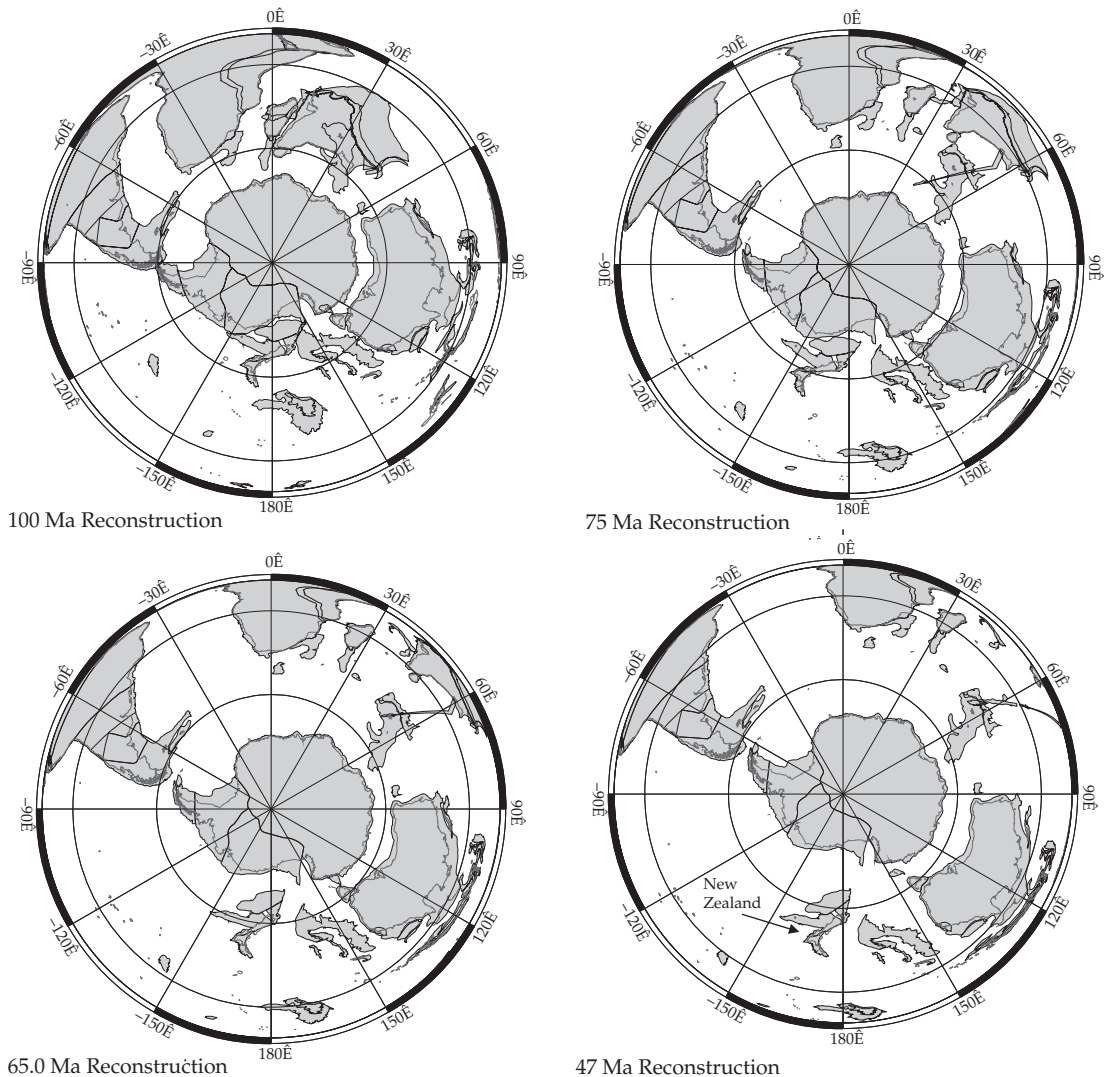 0Ê
30Ê
60Ê
90Ê
120Ê
150Ê
180Ê
–150Ê
–120Ê
–90Ê
–60Ê
–30Ê
100 Ma Reconstruction
0Ê
30Ê
60Ê
90Ê
120Ê
150Ê
180Ê
–150Ê
–120Ê
–90Ê
–60Ê
–30Ê
75 Ma Reconstruction
0Ê
30Ê
60Ê
90Ê
120Ê
150Ê
180Ê
–150Ê
–120Ê
–90Ê
–60Ê
–30Ê
65.0 Ma Reconstruction
0Ê
30Ê
60Ê
90Ê
120Ê
150Ê
180Ê
–150Ê
–120Ê
–90Ê
–60Ê
–30Ê
New
Zealand
47 Ma Reconstruction